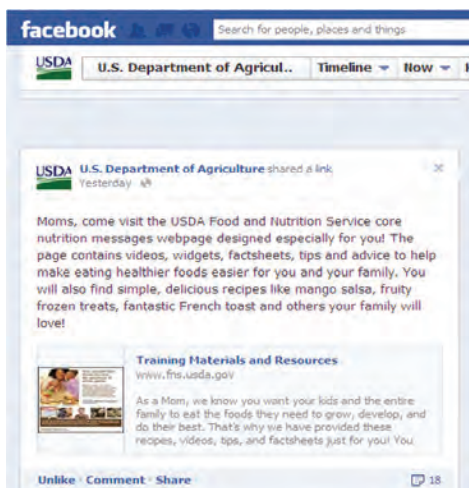 facebook Search for people, places and things
USDA U.S. Department of Agricul.. Timeline Now
USDA U.S. Department of Agriculture shared a link
Yesterday
Moms, come visit the USDA Food and Nutrition Service core
nutrition messages webpage designed especially for you! The
page contains videos, widgets, factsheets, tips and advice to help
make eating healthier foods easier for you and your family. You
will also find simple, delicious recipes like mango salsa, fruity
frozen treats, fantastic French toast and others your family will
love!
Training Materials and Resources
www.fns.usda.gov
As a Mom, we know you want your kids and the entire
family to eat the foods they need to grow, develop, and
do their best. That's why we have provided these
recipes, videos, tips, and factsheets just for you! You
Unlike · Comment · Share 18